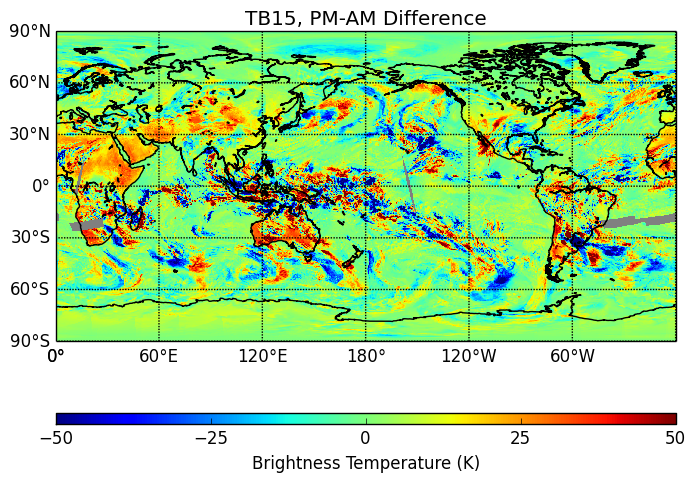 TB15, PM-AM Difference
90°N
60°N
30°N
0°
30°S
60°S
90°S
0° 60°E 120°E 180° 120°W 60°W
−50 −25 0 25 50
Brightness Temperature (K)